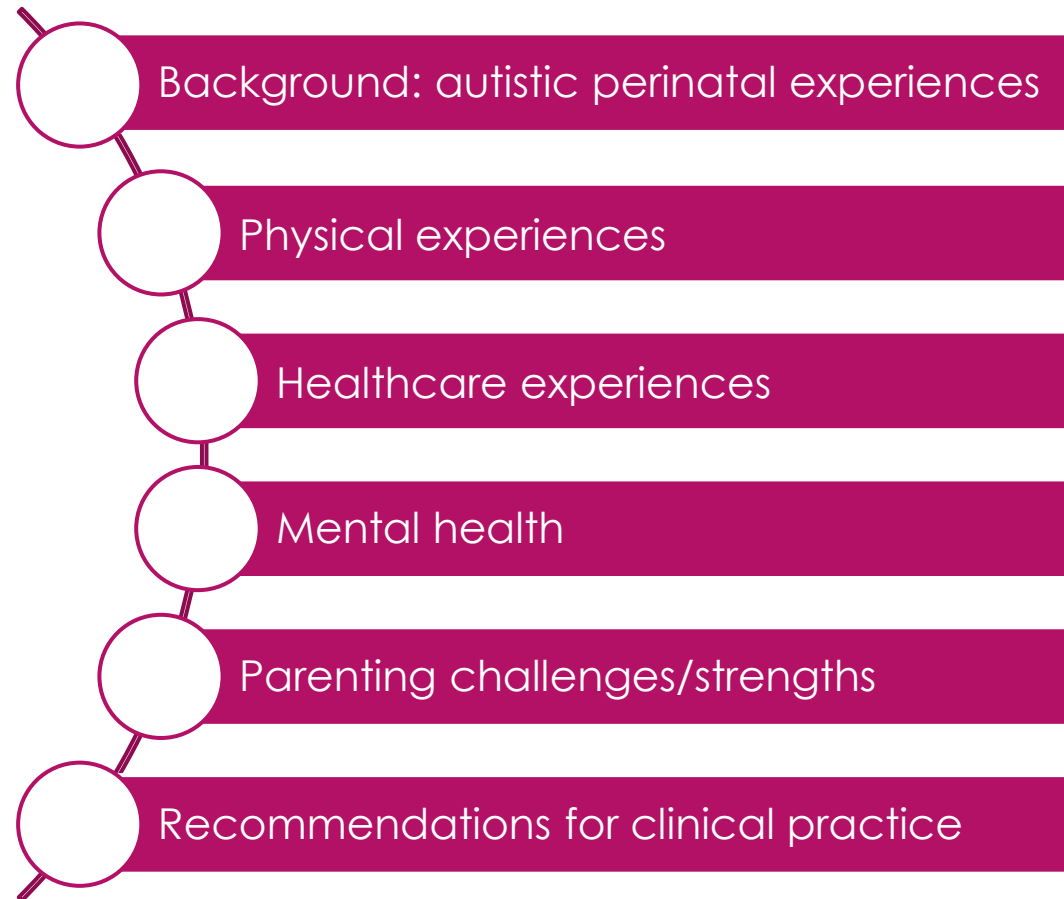 Background: autistic perinatal experiences
Physical experiences
Healthcare experiences
Mental health
Parenting challenges/strengths
Recommendations for clinical practice